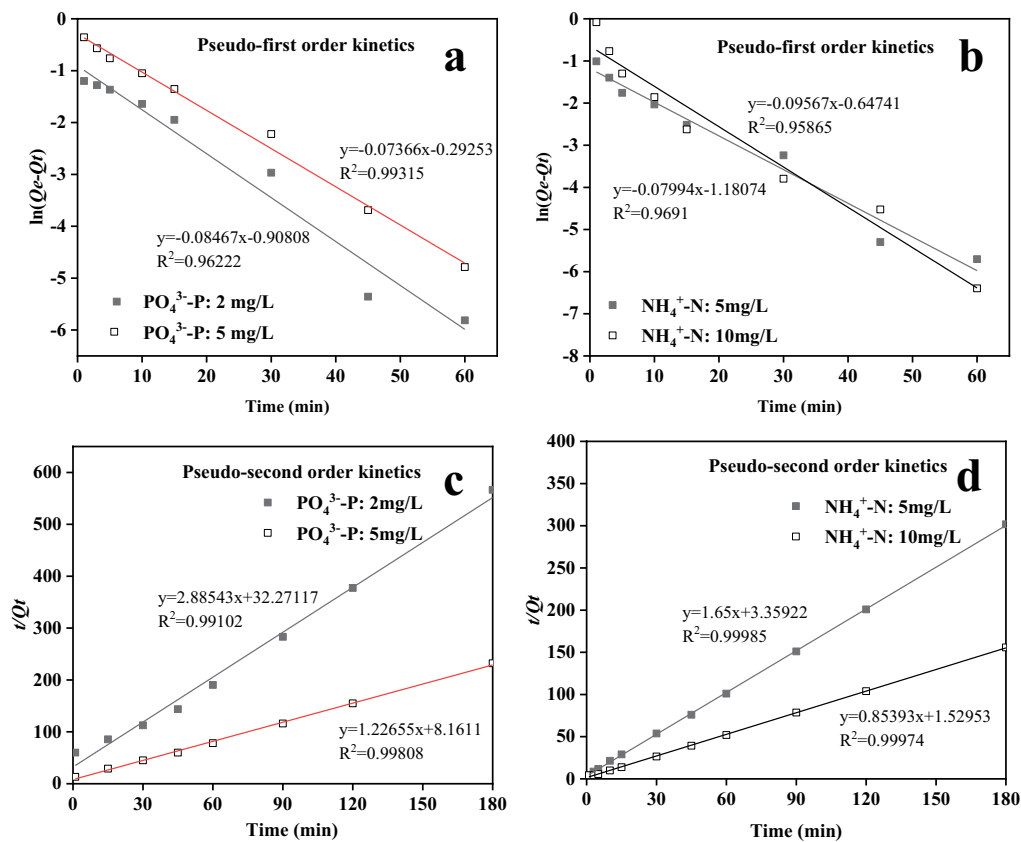 Pseudo-first order kinetics
a
y=-0.07366x-0.29253
R²=0.99315
y=-0.08467x-0.90808
R²=0.96222
PO₄³⁻-P: 2 mg/L
PO₄³⁻-P: 5 mg/L
0
-1
-2
-3
-4
-5
-6
ln(Qe-Qt)
0 10 20 30 40 50 60
Time (min)
Pseudo-first order kinetics
b
y=-0.09567x-0.64741
R²=0.95865
y=-0.07994x-1.18074
R²=0.9691
NH₄⁺-N: 5mg/L
NH₄⁺-N: 10mg/L
0
-1
-2
-3
-4
-5
-6
-7
-8
ln(Qe-Qt)
0 10 20 30 40 50 60
Time (min)
Pseudo-second order kinetics
c
PO₄³⁻-P: 2mg/L
PO₄³⁻-P: 5mg/L
y=2.88543x+32.27117
R²=0.99102
y=1.22655x+8.1611
R²=0.99808
600
500
400
300
200
100
0
t/Qt
0 30 60 90 120 150 180
Time (min)
Pseudo-second order kinetics
d
NH₄⁺-N: 5mg/L
NH₄⁺-N: 10mg/L
y=1.65x+3.35922
R²=0.99985
y=0.85393x+1.52953
R²=0.99974
400
350
300
250
200
150
100
50
0
t/Qt
0 30 60 90 120 150 180
Time (min)